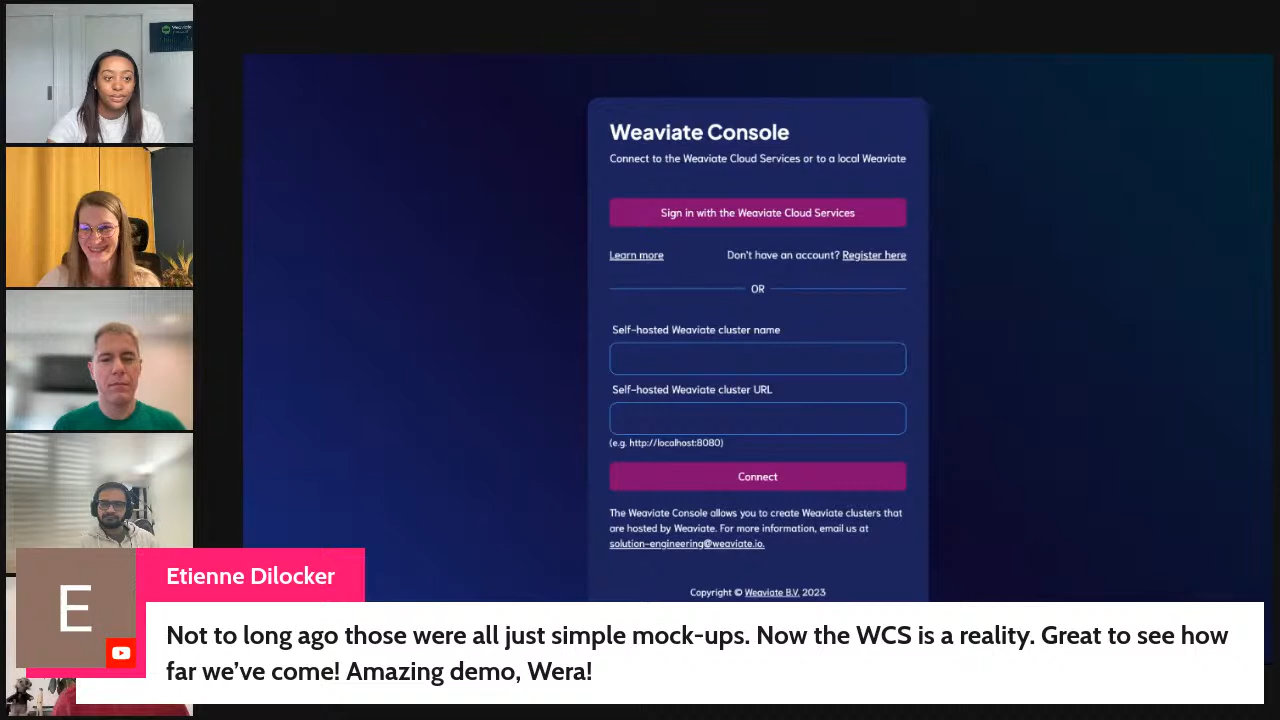 Weaviate
Weaviate Console
Connect to the Weaviate Cloud Services or to a local Weaviate
Sign in with the Weaviate Cloud Services
Learn more Don't have an account? Register here
OR
Self-hosted Weaviate cluster name
Self-hosted Weaviate cluster URL
(e.g. http://localhost:8080)
Connect
The Weaviate Console allows you to create Weaviate clusters that
are hosted by Weaviate. For more information, email us at
solution-engineering@weaviate.io.
Copyright © Weaviate B.V. 2023
E
Etienne Dilocker
Not to long ago those were all just simple mock-ups. Now the WCS is a reality. Great to see how
far we’ve come! Amazing demo, Wera!